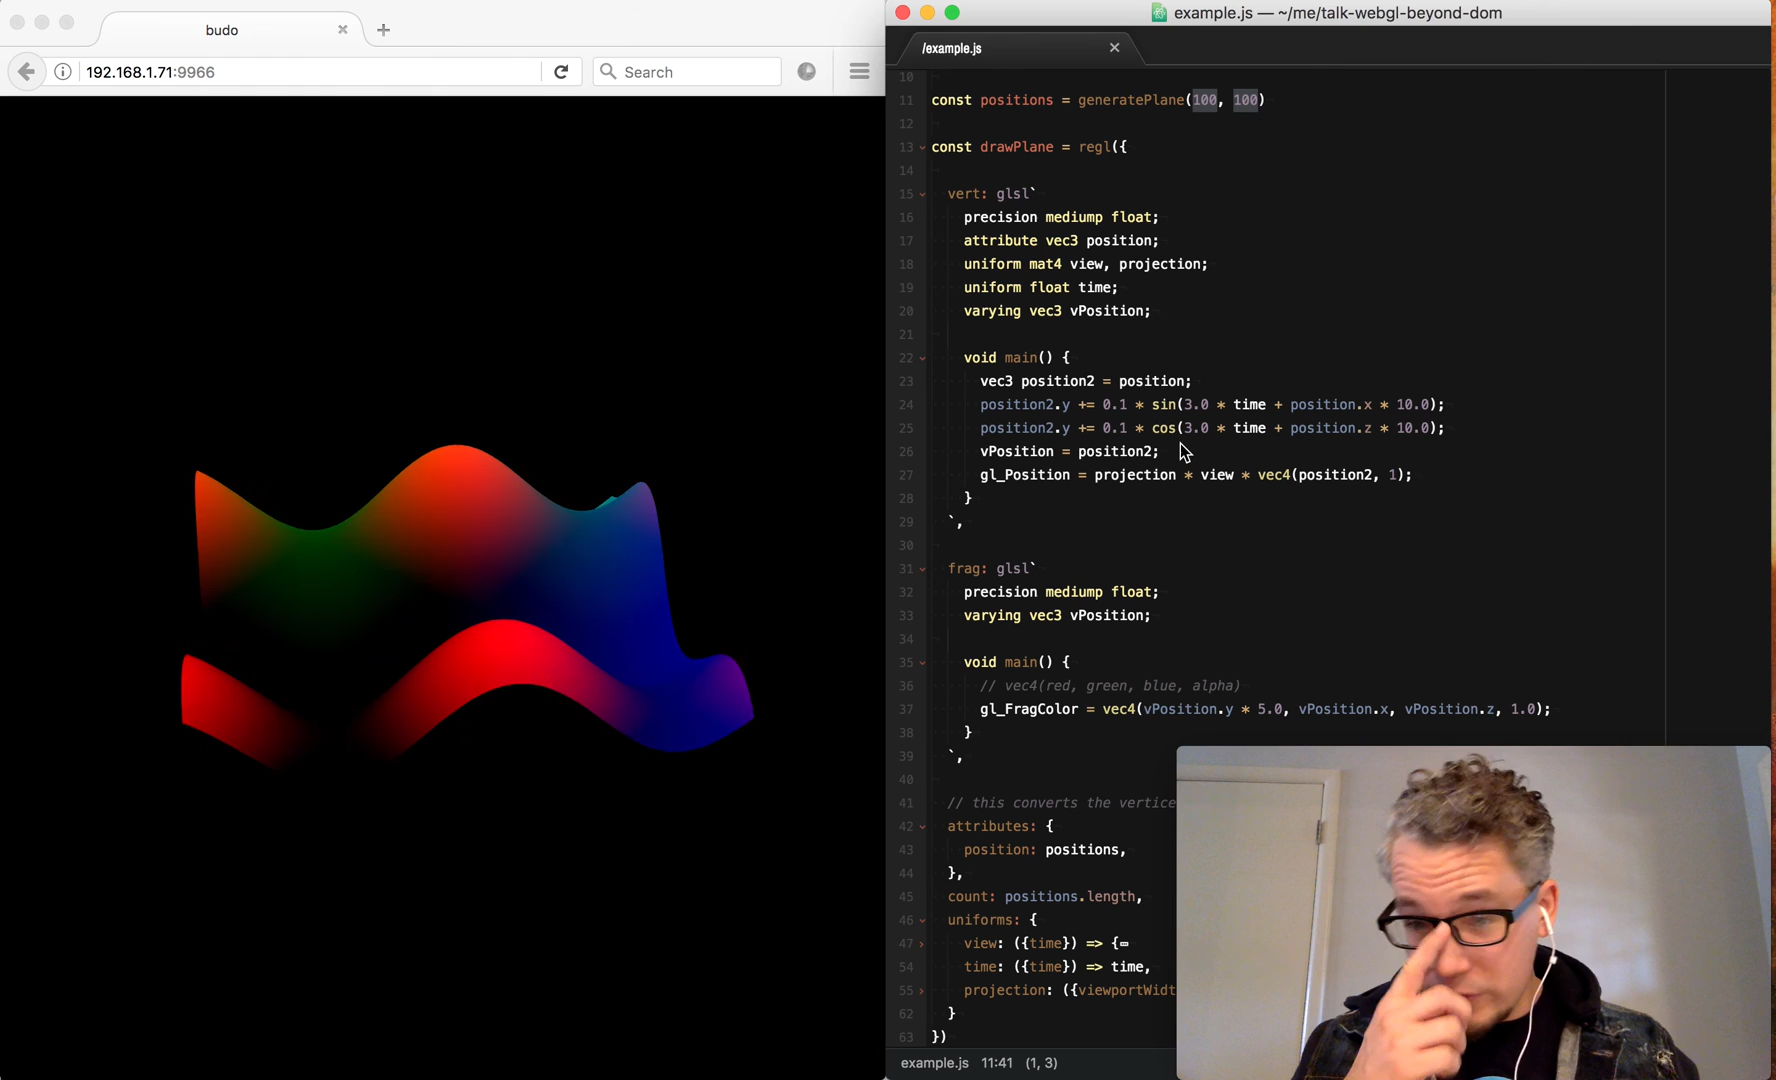 budo
192.168.1.71:9966
Search
example.js — ~/me/talk-webgl-beyond-dom
/example.js
10
11 const positions = generatePlane(100, 100)
12
13 const drawPlane = regl({
14
15 vert: glsl`
16 precision mediump float;
17 attribute vec3 position;
18 uniform mat4 view, projection;
19 uniform float time;
20 varying vec3 vPosition;
21
22 void main() {
23 vec3 position2 = position;
24 position2.y += 0.1 * sin(3.0 * time + position.x * 10.0);
25 position2.y += 0.1 * cos(3.0 * time + position.z * 10.0);
26 vPosition = position2;
27 gl_Position = projection * view * vec4(position2, 1);
28 }
29 `,
30
31 frag: glsl`
32 precision mediump float;
33 varying vec3 vPosition;
34
35 void main() {
36 // vec4(red, green, blue, alpha)
37 gl_FragColor = vec4(vPosition.y * 5.0, vPosition.x, vPosition.z, 1.0);
38 }
39 `,
40
41 // this converts the vertice
42 attributes: {
43 position: positions,
44 },
45 count: positions.length,
46 uniforms: {
47 view: ({time}) => {
54 time: ({time}) => time,
55 projection: ({viewportWidt
62 }
63 })
example.js 11:41 (1, 3)